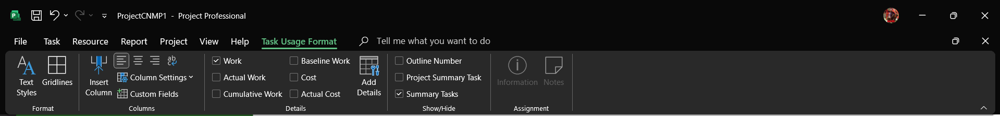 ProjectCNMP1 - Project Professional
File Task Resource Report Project View Help Task Usage Format Tell me what you want to do
Text Styles
Gridlines
Format
Insert Column
Column Settings
Custom Fields
Columns
Work
Actual Work
Cumulative Work
Baseline Work
Cost
Actual Cost
Add Details
Details
Outline Number
Project Summary Task
Summary Tasks
Show/Hide
Information
Notes
Assignment